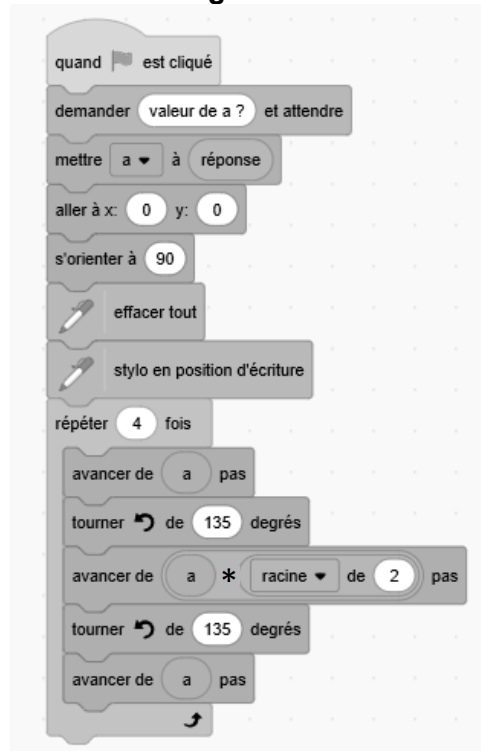 quand est cliqué
demander valeur de a ? et attendre
mettre a à réponse
aller à x: 0 y: 0
s'orienter à 90
effacer tout
stylo en position d'écriture
répéter 4 fois
avancer de a pas
tourner de 135 degrés
avancer de a * racine de 2 pas
tourner de 135 degrés
avancer de a pas